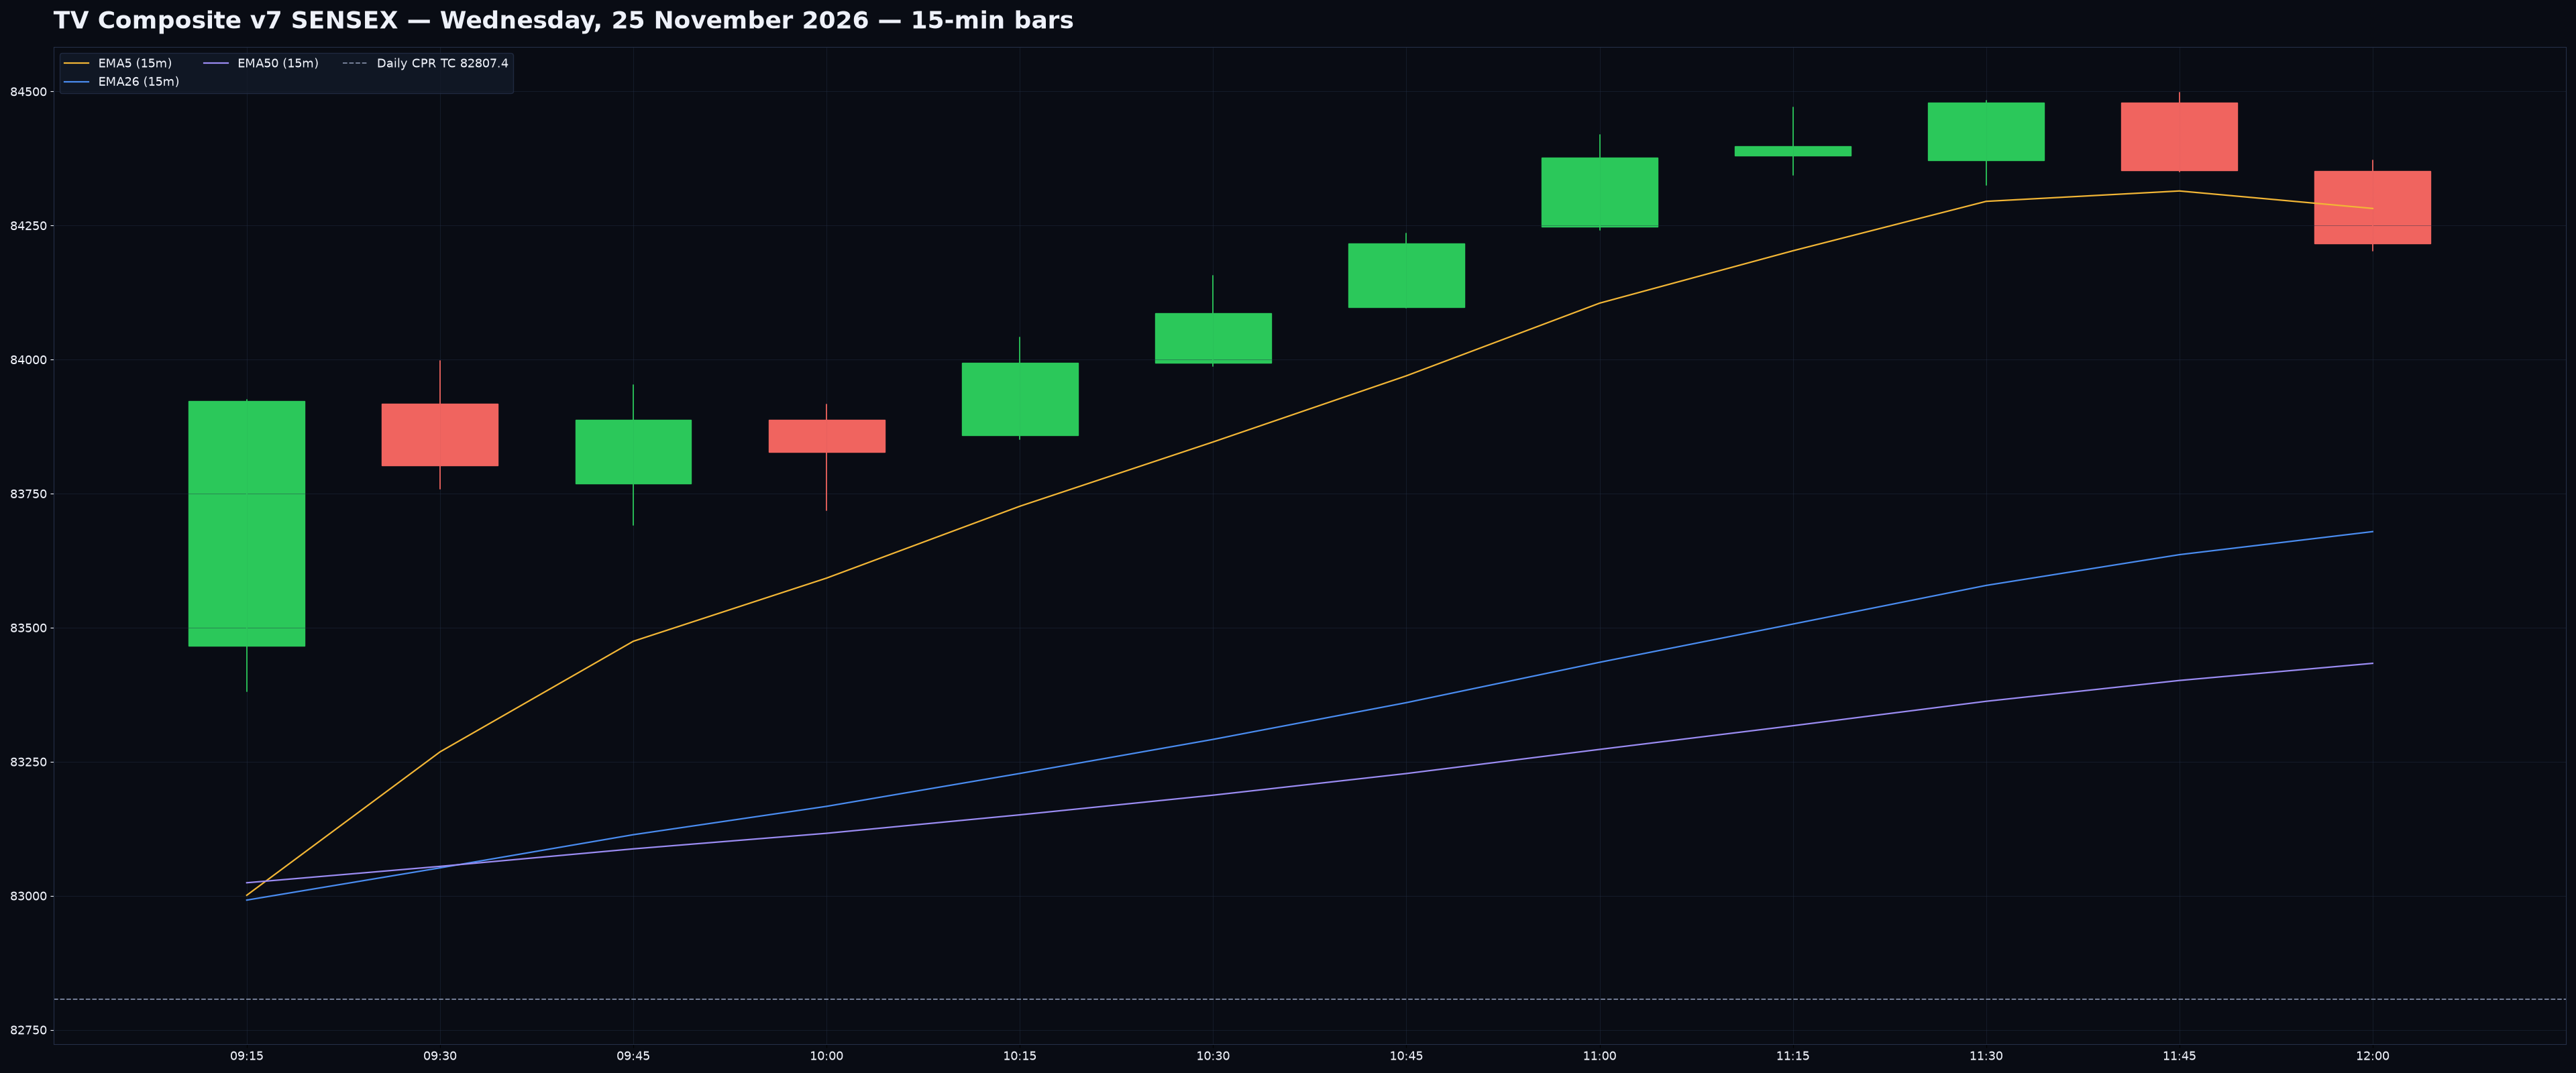 TV Composite v7 SENSEX — Wednesday, 25 November 2026 — 15-min bars
EMA5 (15m) EMA50 (15m) Daily CPR TC 82807.4
EMA26 (15m)
84500
84250
84000
83750
83500
83250
83000
82750
09:15 09:30 09:45 10:00 10:15 10:30 10:45 11:00 11:15 11:30 11:45 12:00